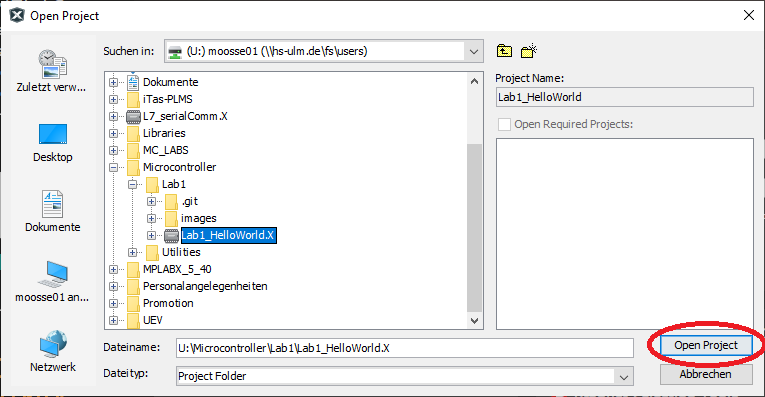 Open Project
Suchen in:
(U:) moosse01 (\\hs-ulm.de\fs\users)
Zuletzt verw...
Desktop
Dokumente
moosse01 an...
Netzwerk
Dokumente
iTas-PLMS
L7_serialComm.X
Libraries
MC_LABS
Microcontroller
Lab1
.git
images
Lab1_HelloWorld.X
Utilities
MPLABX_5_40
Personalangelegenheiten
Promotion
UEV
Project Name:
Lab1_HelloWorld
Open Required Projects:
Dateiname:
U:\Microcontroller\Lab1\Lab1_HelloWorld.X
Open Project
Dateityp:
Project Folder
Abbrechen